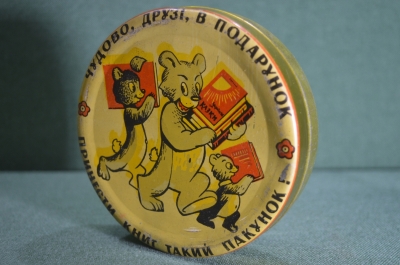 ЧУДОВО, ДРУЗІ, В ПОДАРУНОК
КНИГ ТАКИЙ ПАКУНОК !